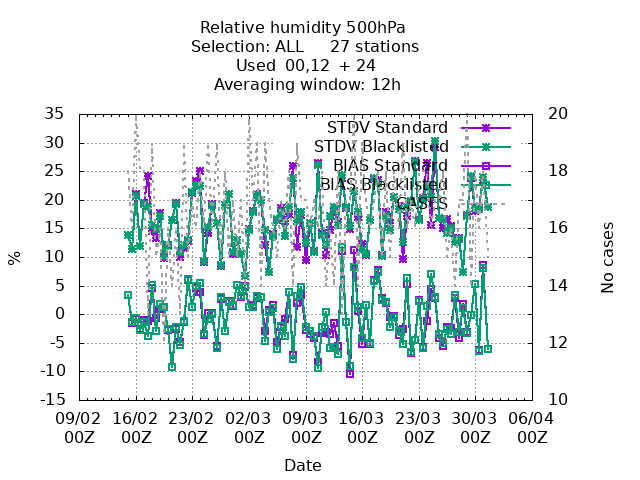 Relative humidity 500hPa
Selection: ALL 27 stations
Used 00,12 + 24
Averaging window: 12h
35 20
STDV Standard
30
STDV Blacklisted
25 18
BIAS Standard
BIAS Blacklisted
20
CASES
15 16
10
5 14
0
-5 12
-10
-15 10
%
No cases
09/02 16/02 23/02 02/03 09/03 16/03 23/03 30/03 06/04
00Z 00Z 00Z 00Z 00Z 00Z 00Z 00Z 00Z
Date